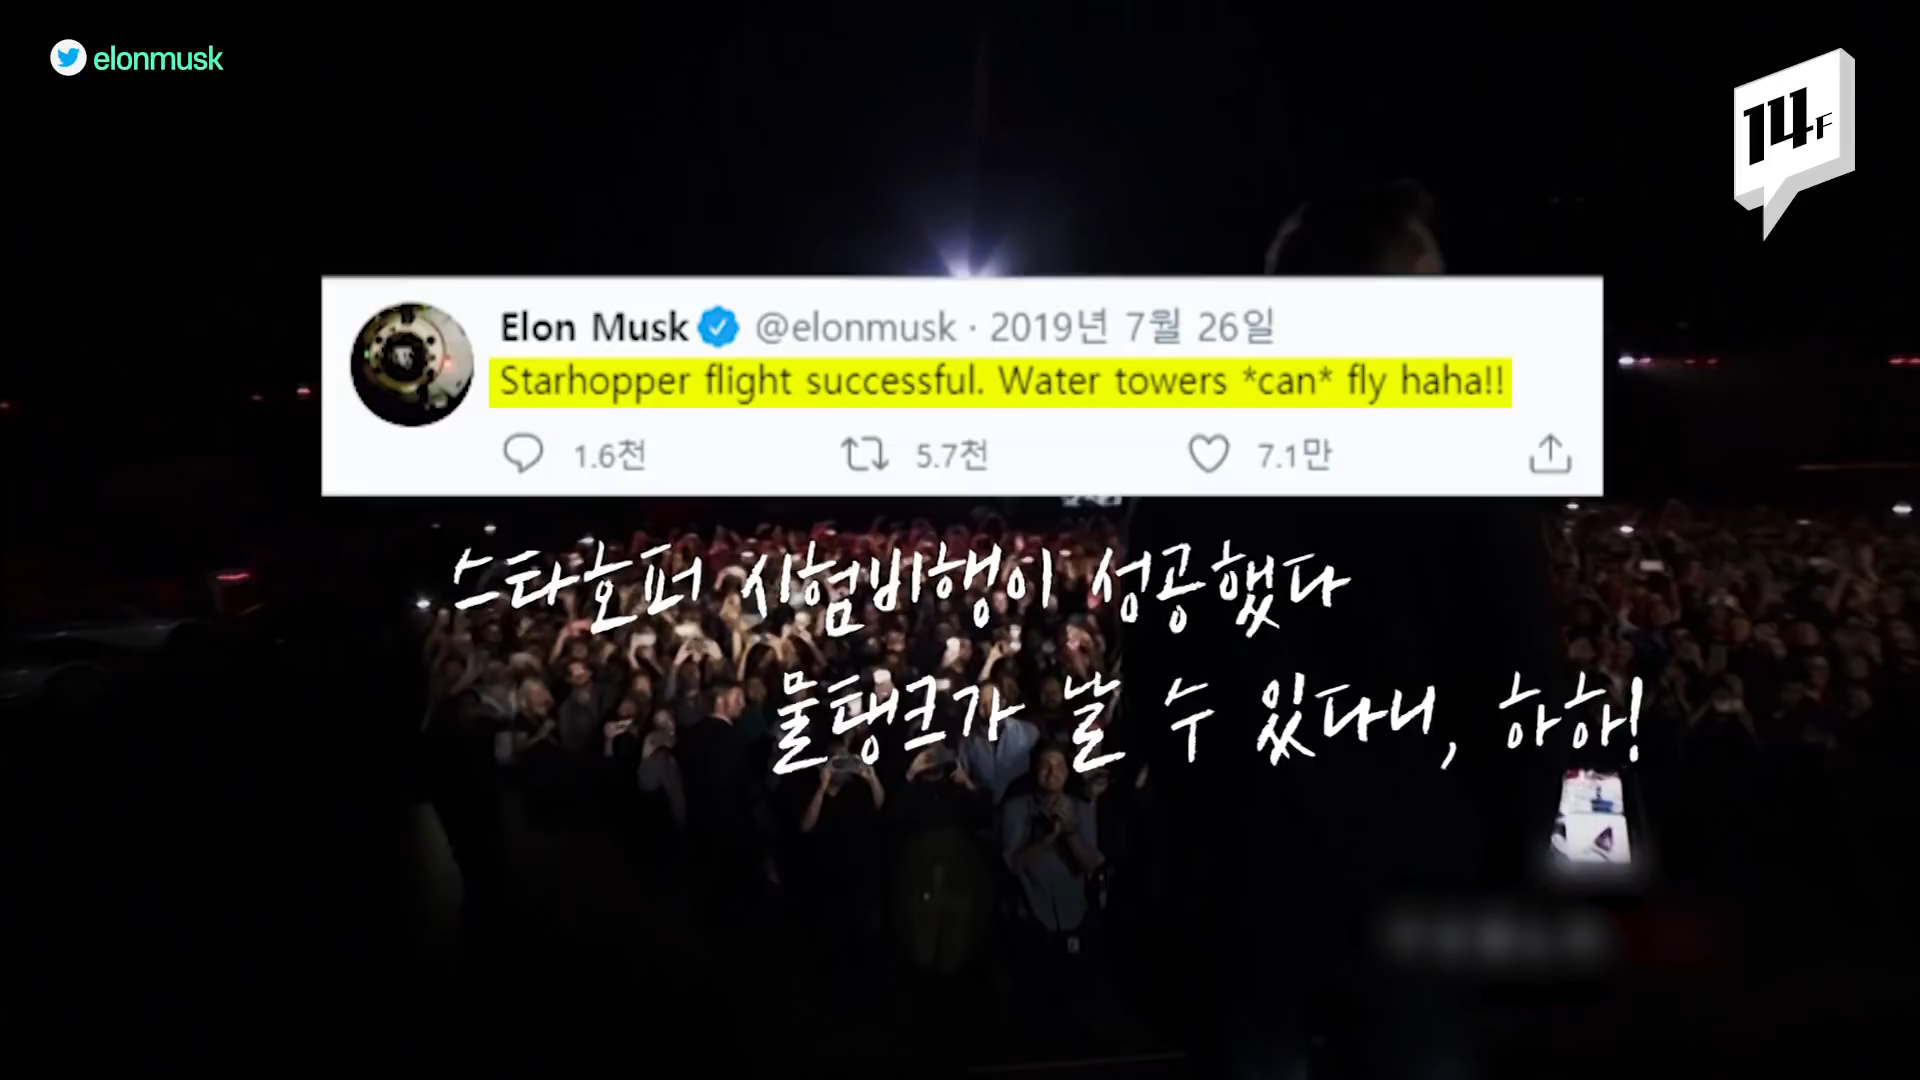 elonmusk
14F
Elon Musk @elonmusk · 2019년 7월 26일
Starhopper flight successful. Water towers *can* fly haha!!
1.6천 5.7천 7.1만
스타호퍼 시험비행이 성공했다
물탱크가 날 수 있다니, 하하!